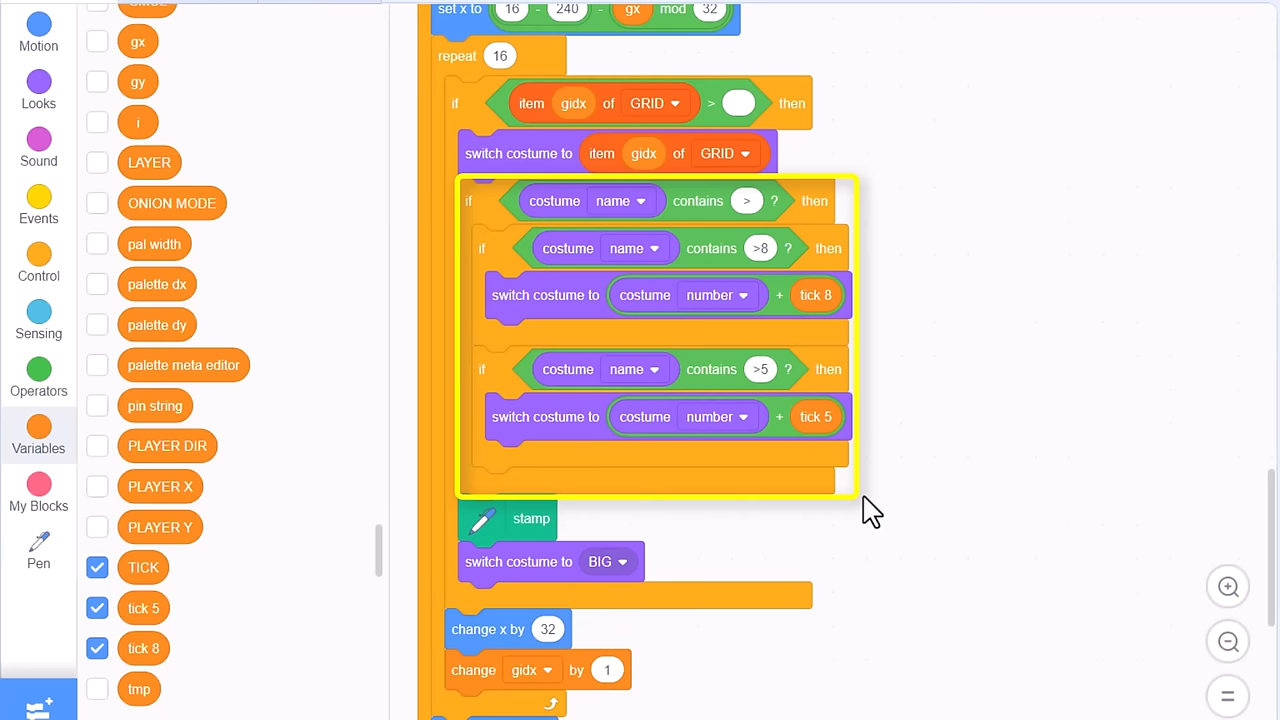 Motion
Looks
Sound
Events
Control
Sensing
Operators
Variables
My Blocks
Pen
gx
gy
i
LAYER
ONION MODE
pal width
palette dx
palette dy
palette meta editor
pin string
PLAYER DIR
PLAYER X
PLAYER Y
TICK
tick 5
tick 8
tmp
set x to 16 - 240 - gx mod 32
repeat 16
if item gidx of GRID > then
switch costume to item gidx of GRID
if costume name contains > ? then
if costume name contains >8 ? then
switch costume to costume number + tick 8
if costume name contains >5 ? then
switch costume to costume number + tick 5
stamp
switch costume to BIG
change x by 32
change gidx by 1